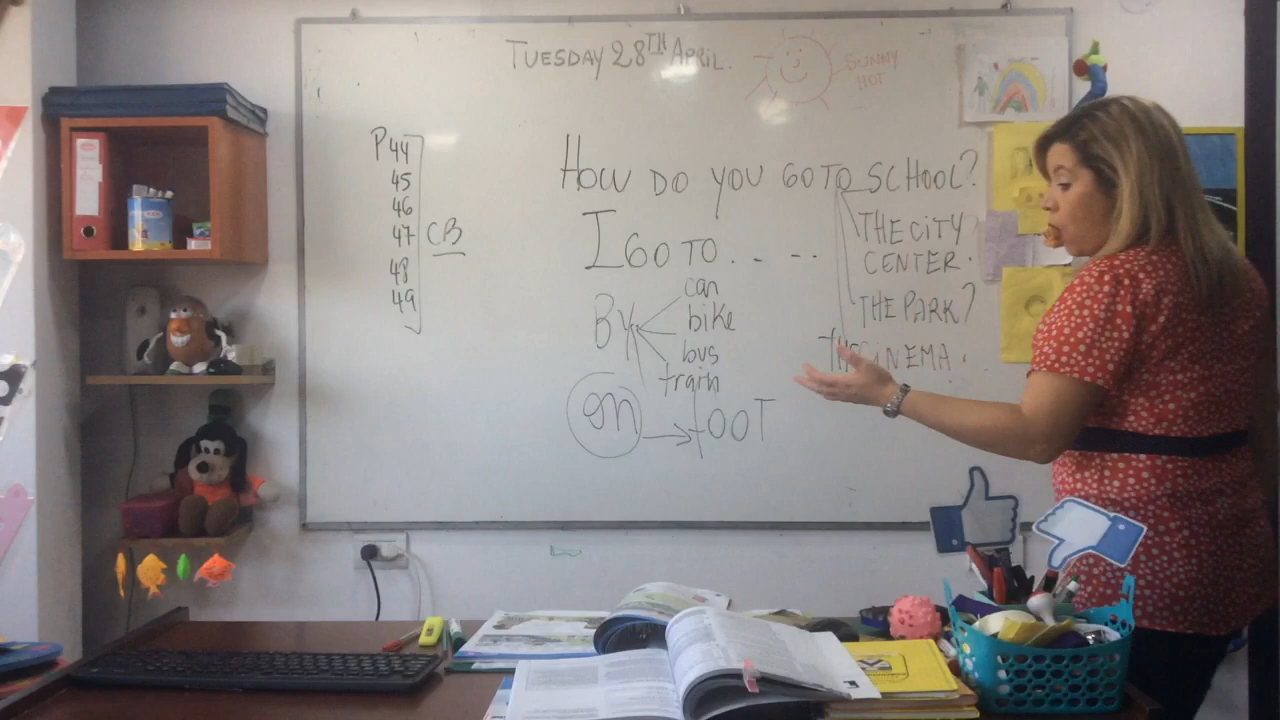 TUESDAY 28TH APRIL.
SUNNY
HOT
P44
45
46
47
48
49
CB
HOW DO YOU GO TO SCHOOL?
THE CITY
CENTER.
THE PARK?
THE CINEMA.
I GO TO. - - -
BY
car
bike
bus
train
ON → FOOT